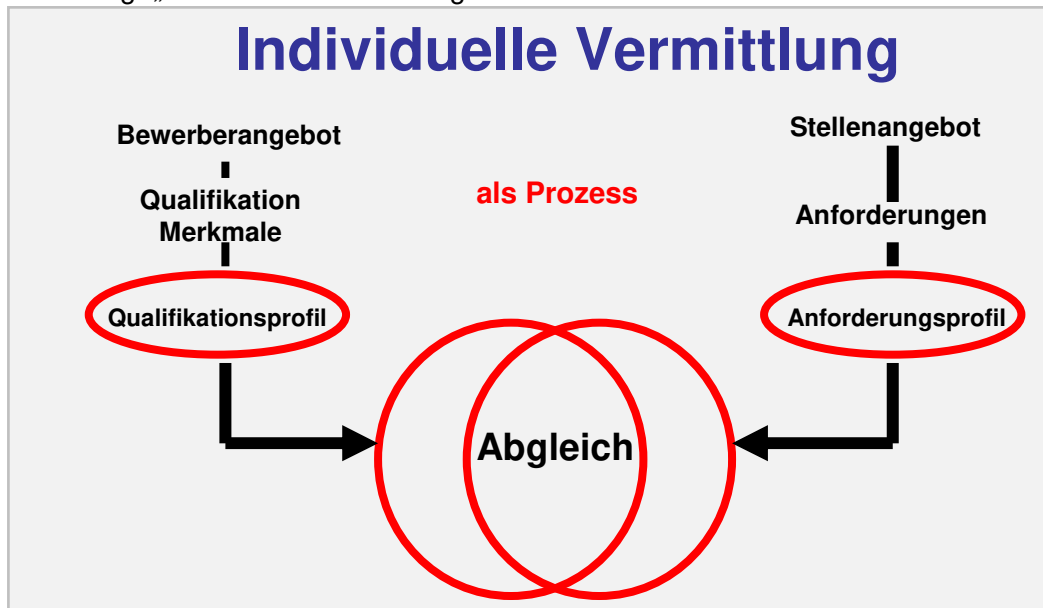 Individuelle Vermittlung
Bewerberangebot
Qualifikation
Merkmale
Qualifikationsprofil
als Prozess
Stellenangebot
Anforderungen
Anforderungsprofil
Abgleich